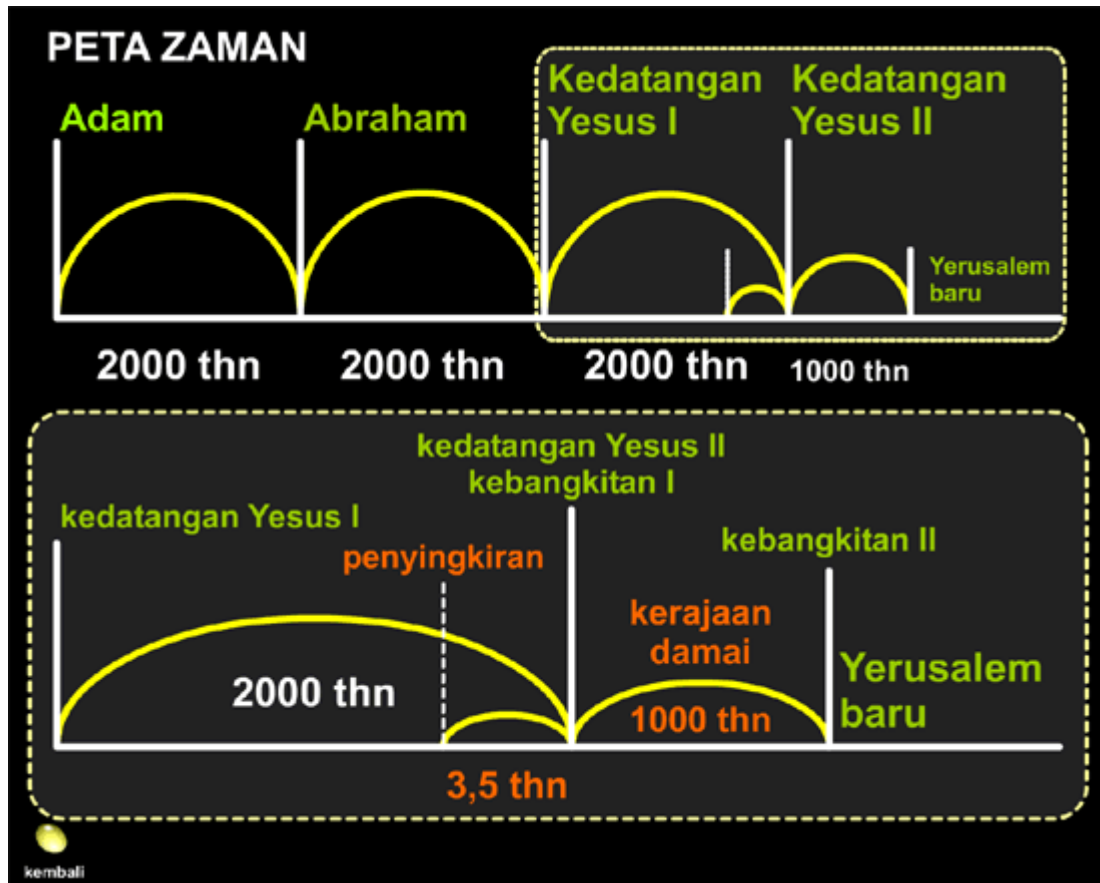 PETA ZAMAN
Adam
Abraham
Kedatangan
Yesus I
Kedatangan
Yesus II
Yerusalem
baru
2000 thn
2000 thn
2000 thn
1000 thn
kedatangan Yesus II
kebangkitan I
kedatangan Yesus I
penyingkiran
kebangkitan II
kerajaan
damai
2000 thn
1000 thn
Yerusalem
baru
3,5 thn
kembali